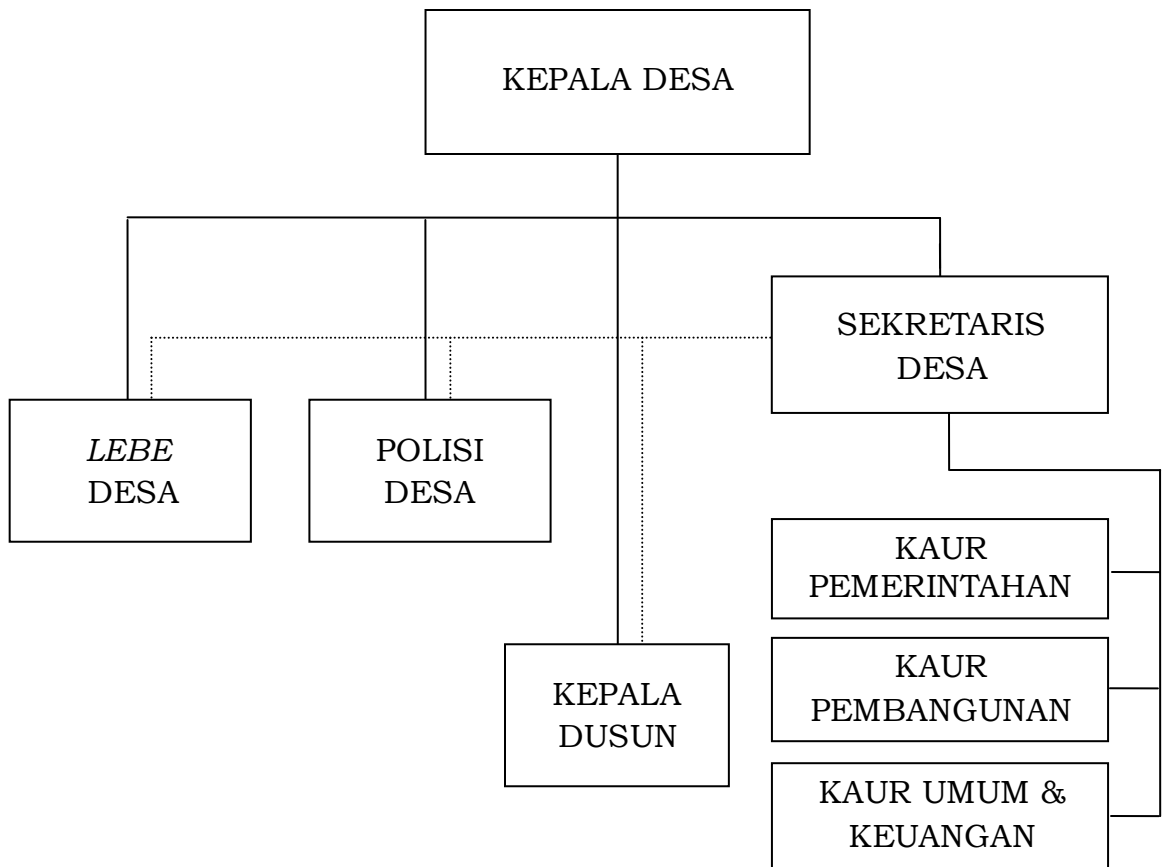 KEPALA DESA
SEKRETARIS
DESA
LEBE
DESA
POLISI
DESA
KAUR
PEMERINTAHAN
KEPALA
DUSUN
KAUR
PEMBANGUNAN
KAUR UMUM &
KEUANGAN